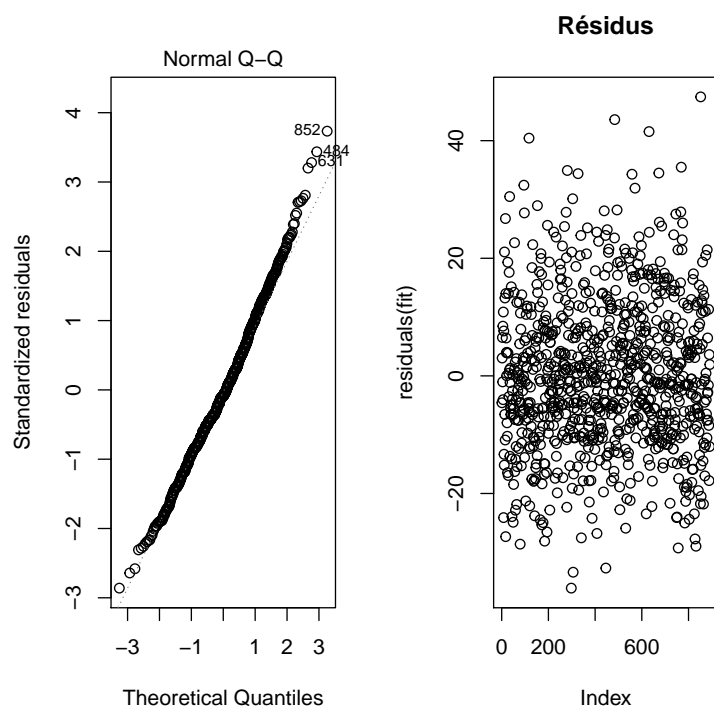 Normal Q−Q
Standardized residuals
4
3
2
1
0
−1
−2
−3
852
484
631
−3 −1 1 2 3
Theoretical Quantiles
Résidus
residuals(fit)
40
20
0
−20
0 200 600
Index